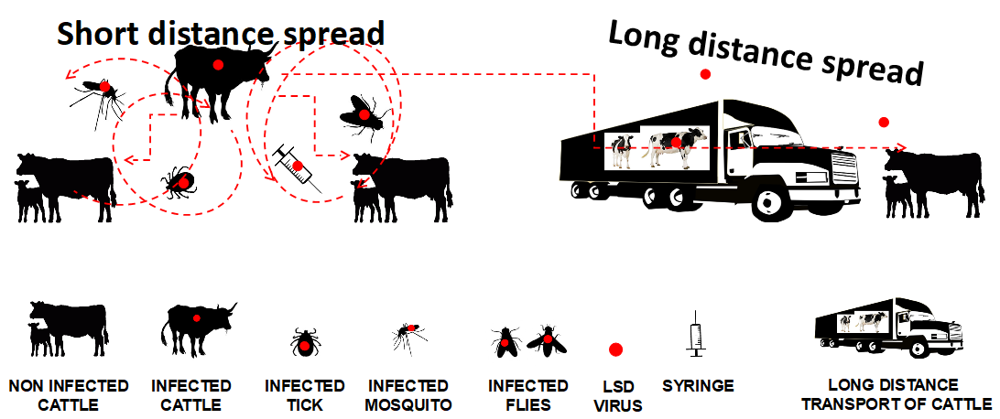 Short distance spread
Long distance spread
NON INFECTED
CATTLE
INFECTED
CATTLE
INFECTED
TICK
INFECTED
MOSQUITO
INFECTED
FLIES
LSD
VIRUS
SYRINGE
LONG DISTANCE
TRANSPORT OF CATTLE